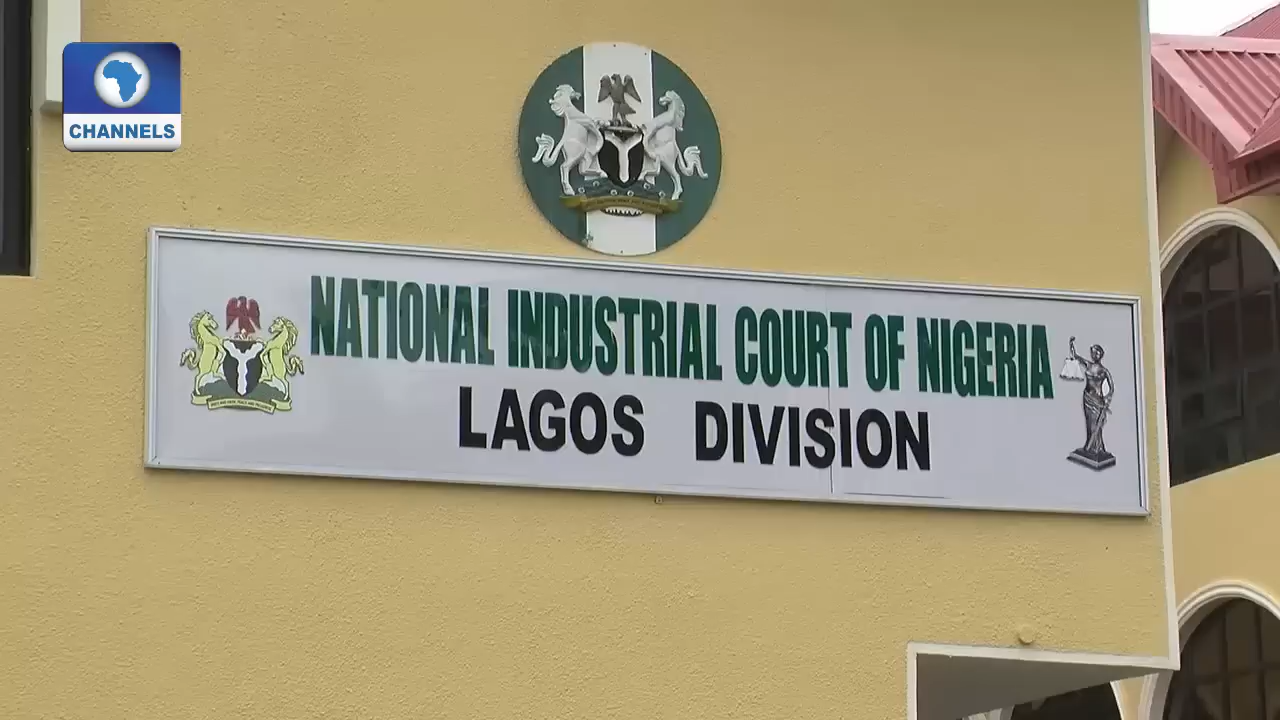 CHANNELS
NATIONAL INDUSTRIAL COURT OF NIGERIA
LAGOS DIVISION